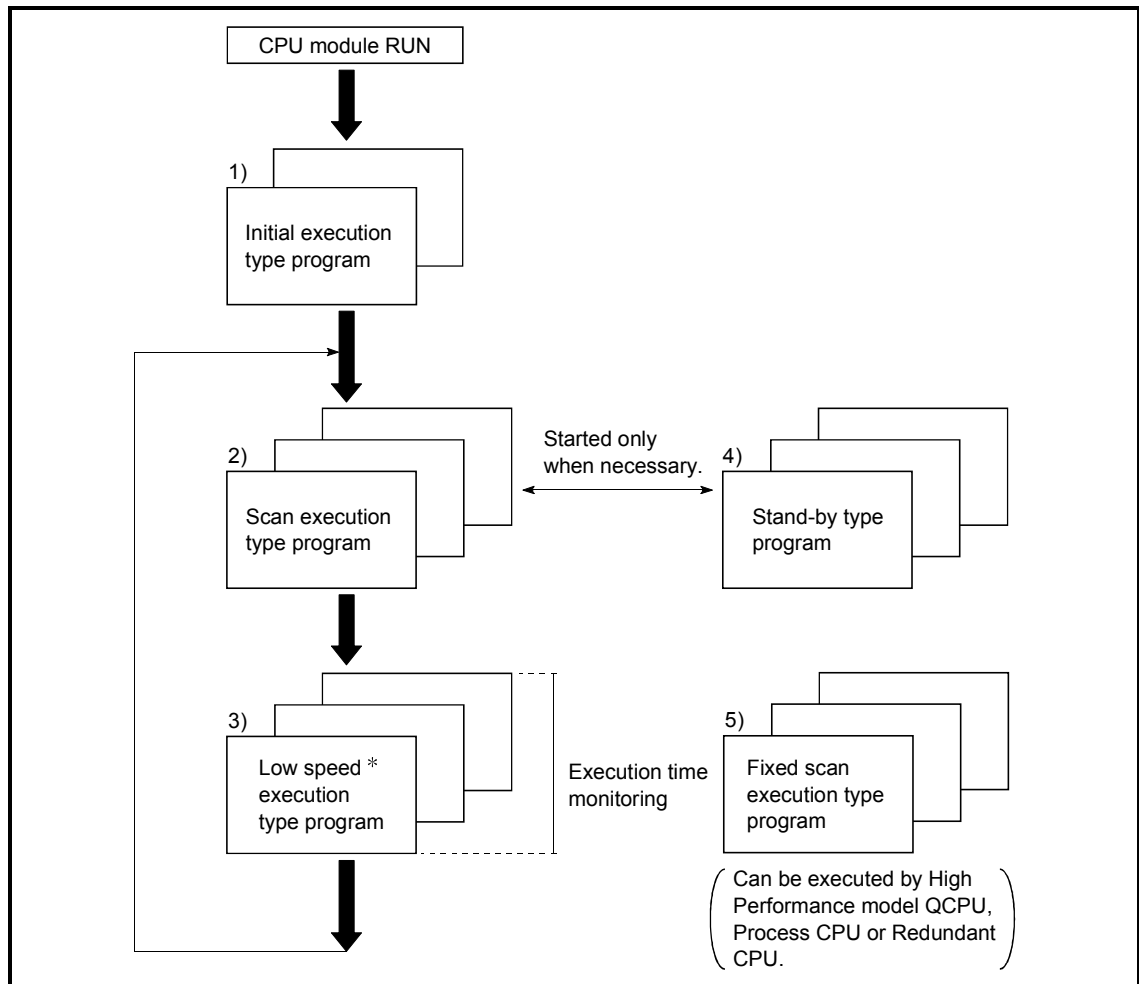 CPU module RUN
1)
Initial execution
type program
2)
Scan execution
type program
Started only
when necessary.
4)
Stand-by type
program
3)
Low speed *
execution
type program
Execution time
monitoring
5)
Fixed scan
execution type
program
Can be executed by High
Performance model QCPU,
Process CPU or Redundant
CPU.